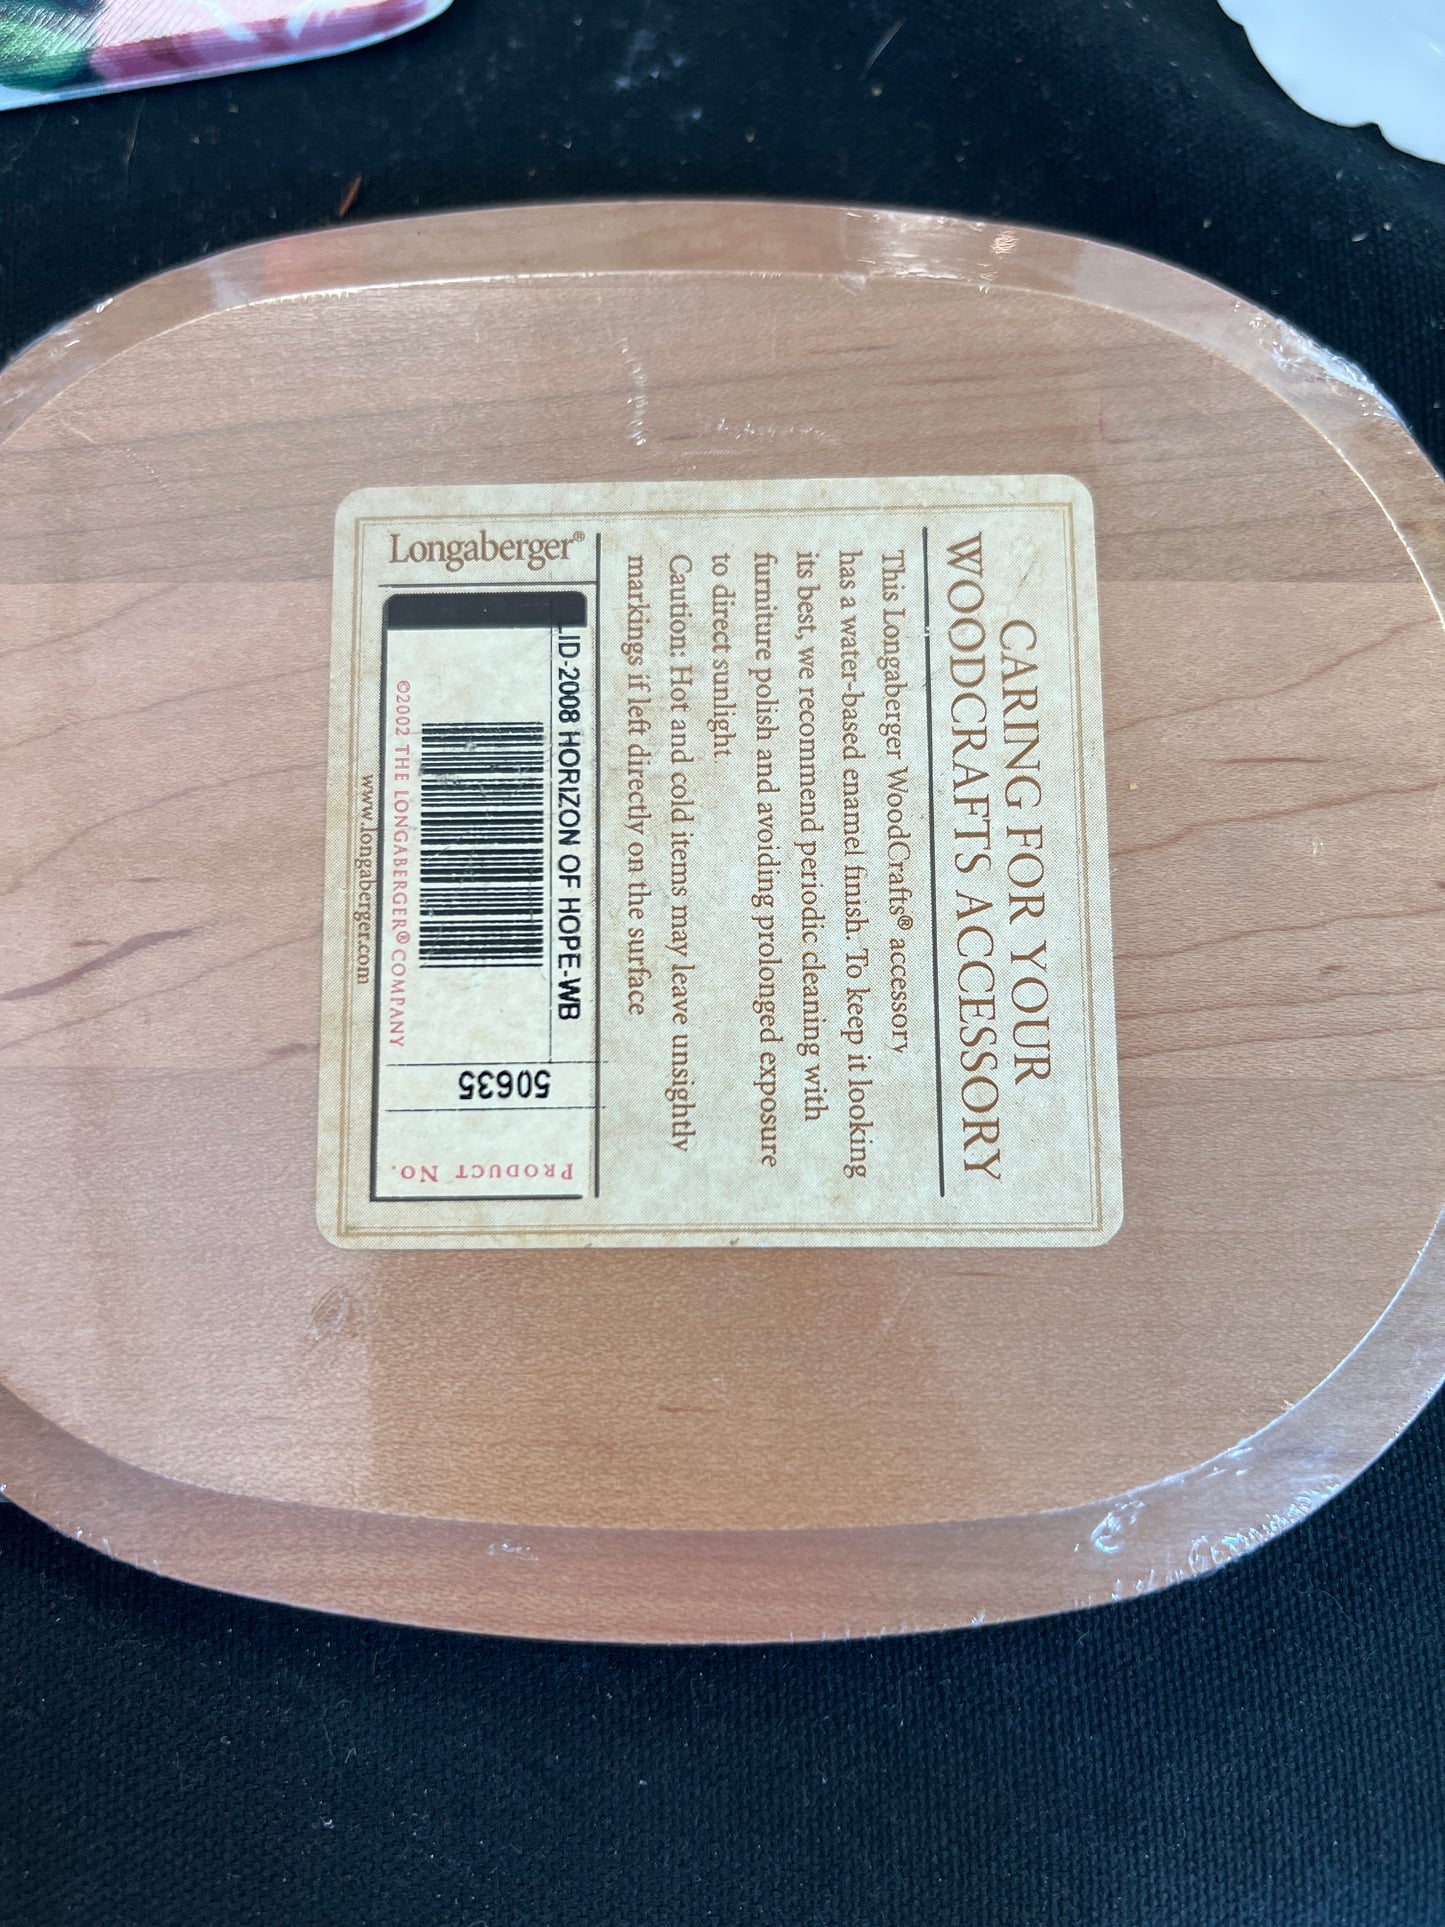 CARING FOR YOUR
WOODCRAFTS ACCESSORY
This Longaberger WoodCrafts® accessory
has a water-based enamel finish. To keep it looking
its best, we recommend periodic cleaning with
furniture polish and avoiding prolonged exposure
to direct sunlight.
Caution: Hot and cold items may leave unsightly
markings if left directly on the surface
Longaberger®
LID-2008 HORIZON OF HOPE-WB
50635
PRODUCT NO.
©2002 THE LONGABERGER® COMPANY
www.longaberger.com